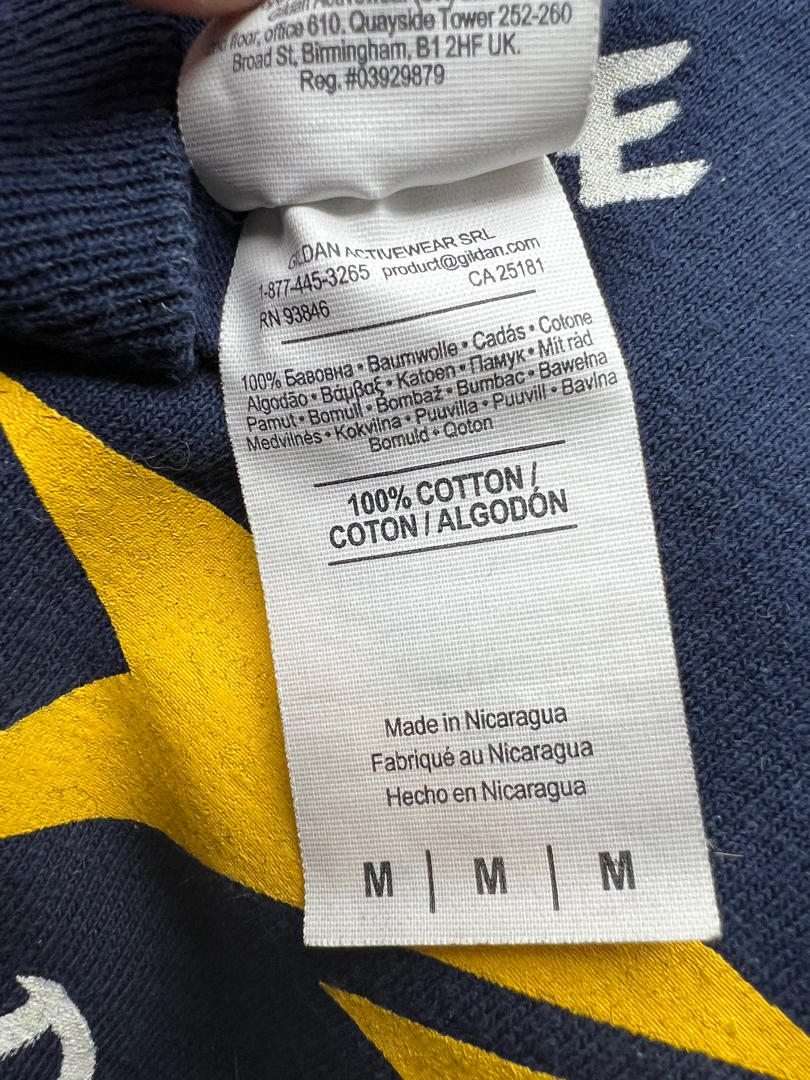 floor, office 610. Quayside Tower 252-260
Broad St, Birmingham, B1 2HF UK.
Reg. #03929879
E
GILDAN ACTIVEWEAR SRL
1-877-445-3265 product@gildan.com
RN 93846 CA 25181
100% Бавовна • Baumwolle • Cadás • Cotone
Algodão • Βάμβαξ • Katoen • Памук • Mit ràd
Pamut • Bomull • Bombaž • Bumbac • Bawełna
Medvilnės • Kokvilna • Puuvilla • Puuvill • Bavlna
Bomuld • Qoton
100% COTTON /
COTON / ALGODÓN
Made in Nicaragua
Fabriqué au Nicaragua
Hecho en Nicaragua
M | M | M